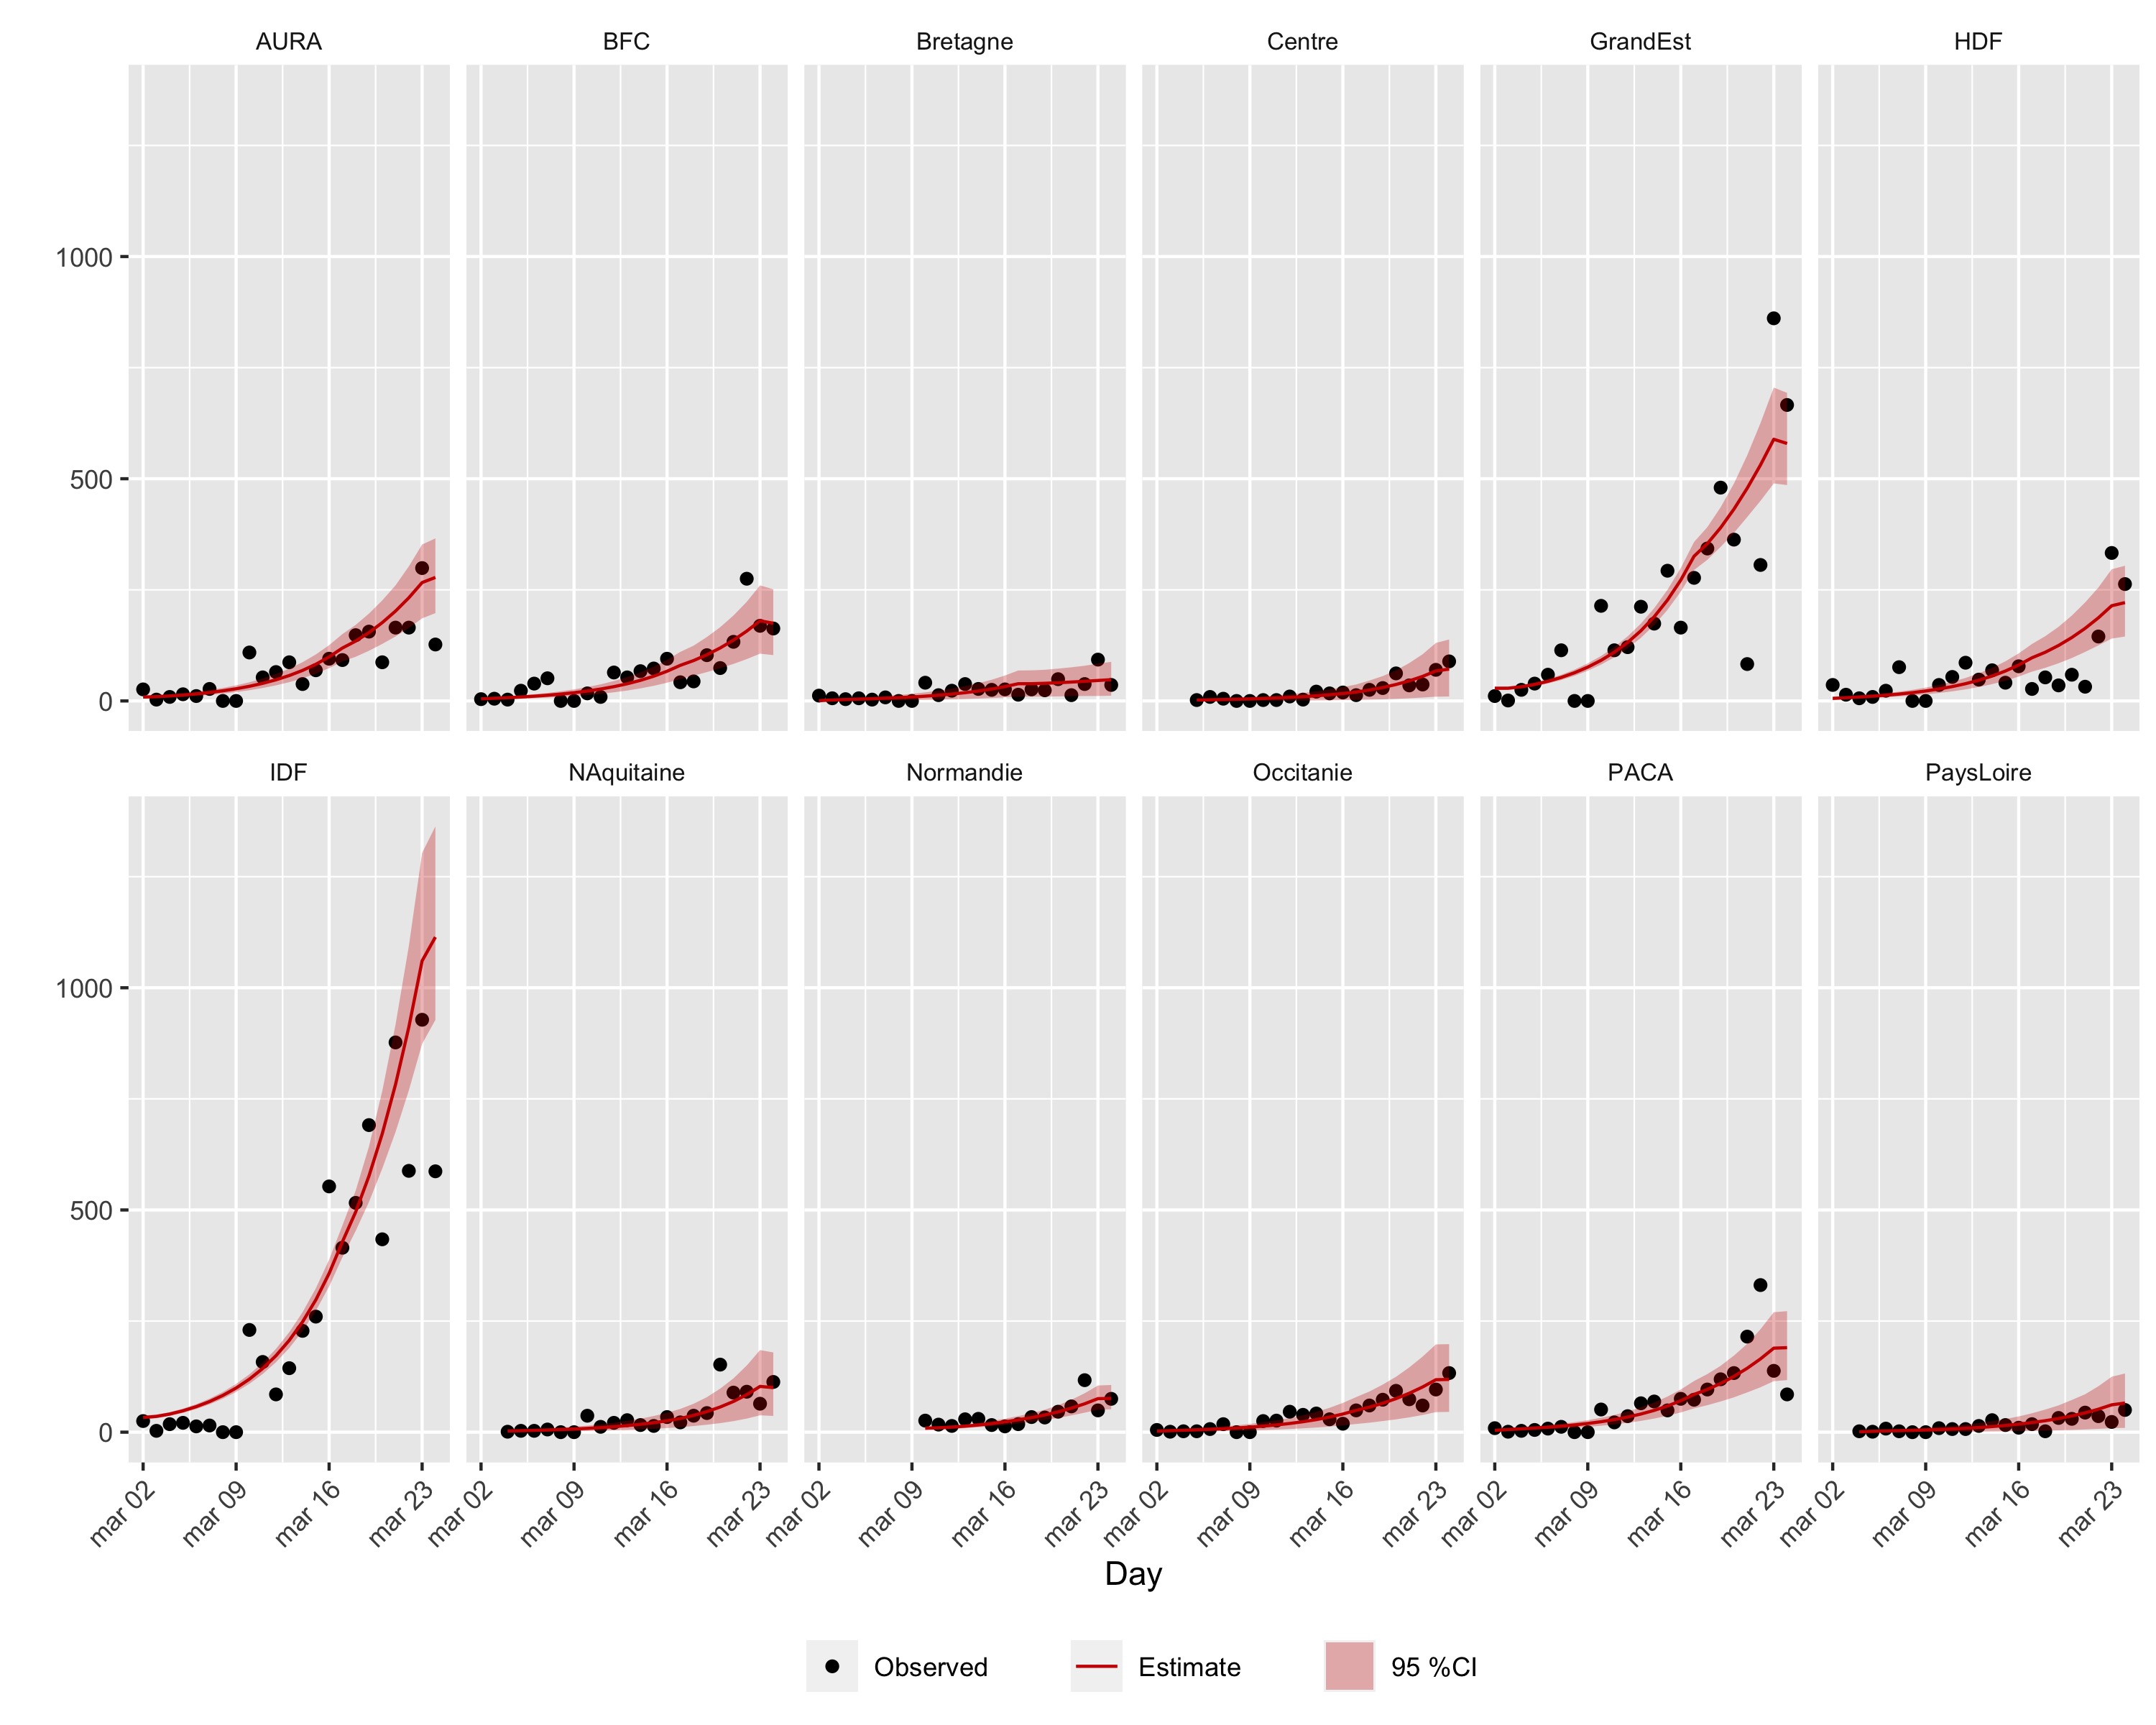 AURA BFC Bretagne Centre GrandEst HDF
1000
500
0
IDF NAquitaine Normandie Occitanie PACA PaysLoire
1000
500
0
mar 02 mar 09 mar 16 mar 23 mar 02 mar 09 mar 16 mar 23 mar 02 mar 09 mar 16 mar 23 mar 02 mar 09 mar 16 mar 23 mar 02 mar 09 mar 16 mar 23 mar 02 mar 09 mar 16 mar 23
Day
Observed Estimate 95 %CI